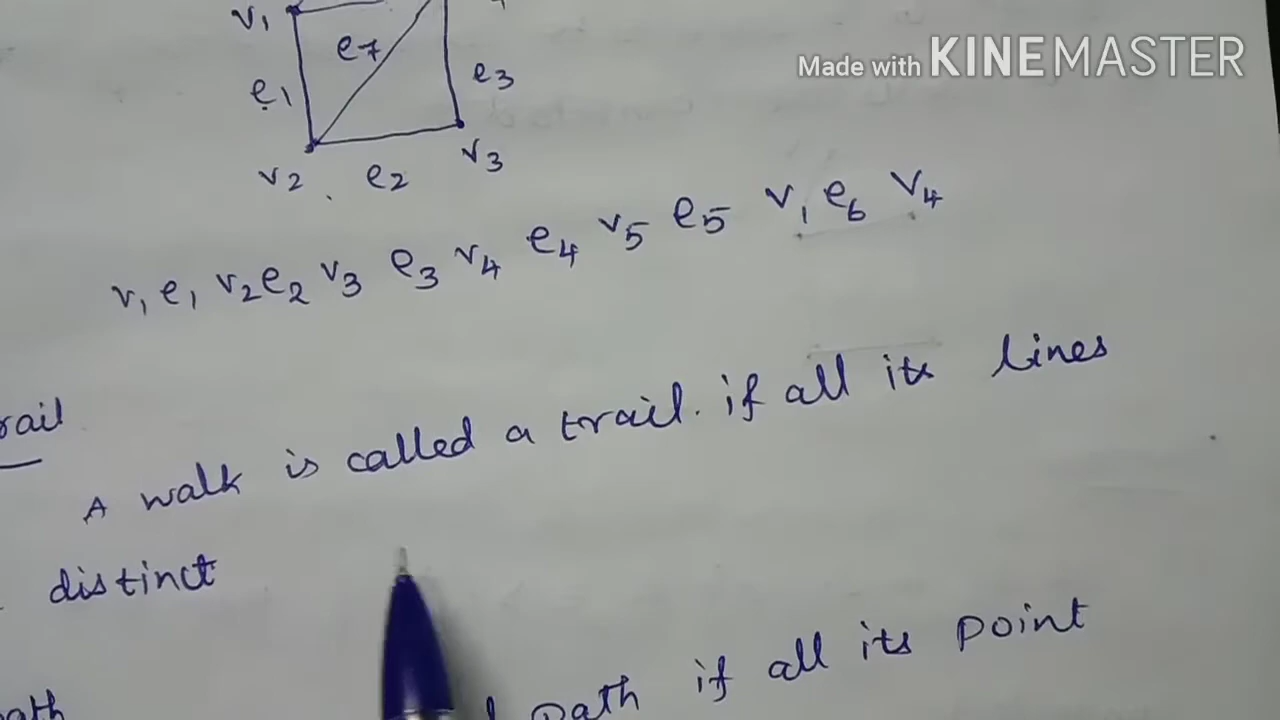 Made with KINEMASTER
v1
e7
e1
e3
v3
v2 e2
v1 e1 v2 e2 v3 e3 v4 e4 v5 e5 v1 e6 v4
rail
A walk is called a trail. if all its lines
distinct
path if all its point
ath